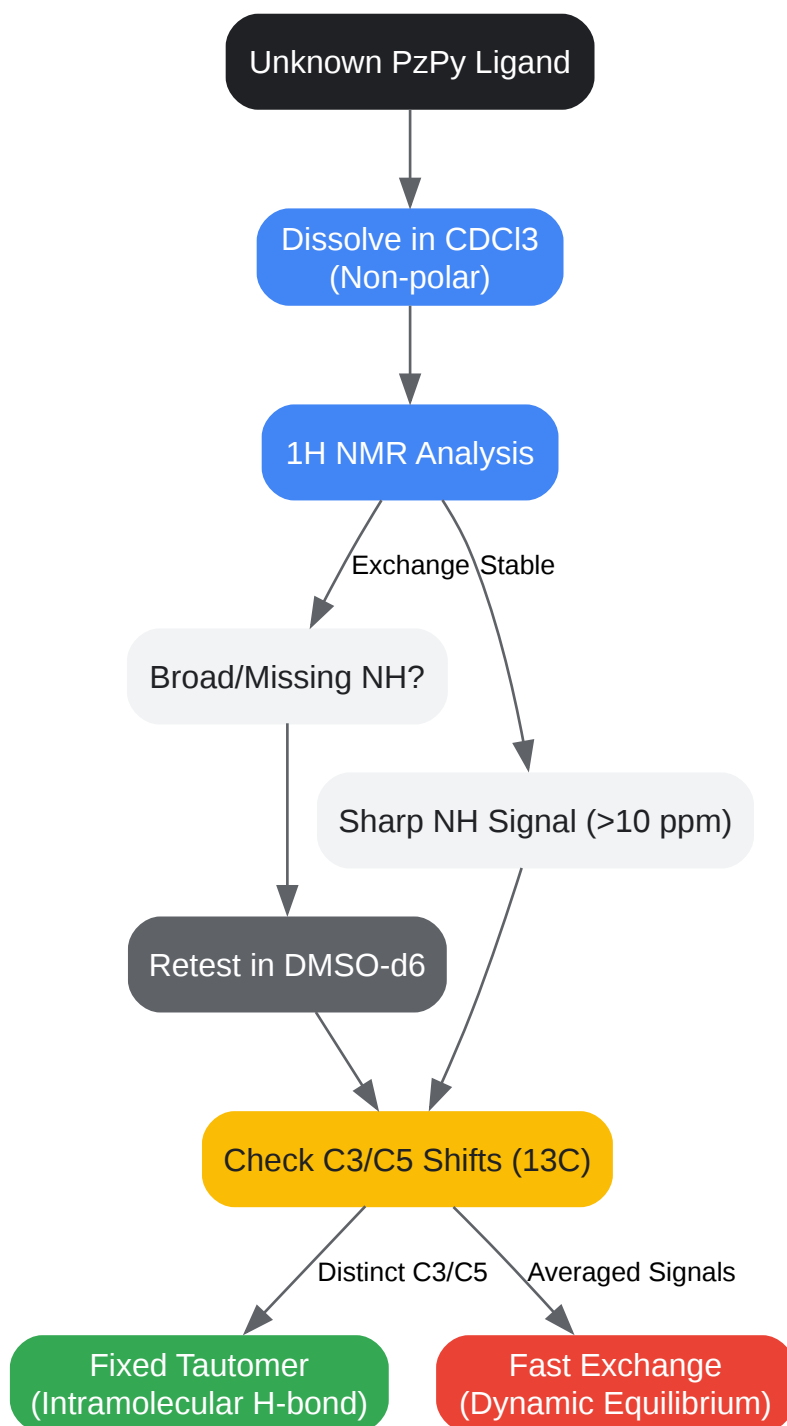 Unknown PzPy Ligand
Dissolve in CDCl3
(Non-polar)
1H NMR Analysis
Exchange
Stable
Broad/Missing NH?
Sharp NH Signal (>10 ppm)
Retest in DMSO-d6
Check C3/C5 Shifts (13C)
Distinct C3/C5
Averaged Signals
Fixed Tautomer
(Intramolecular H-bond)
Fast Exchange
(Dynamic Equilibrium)